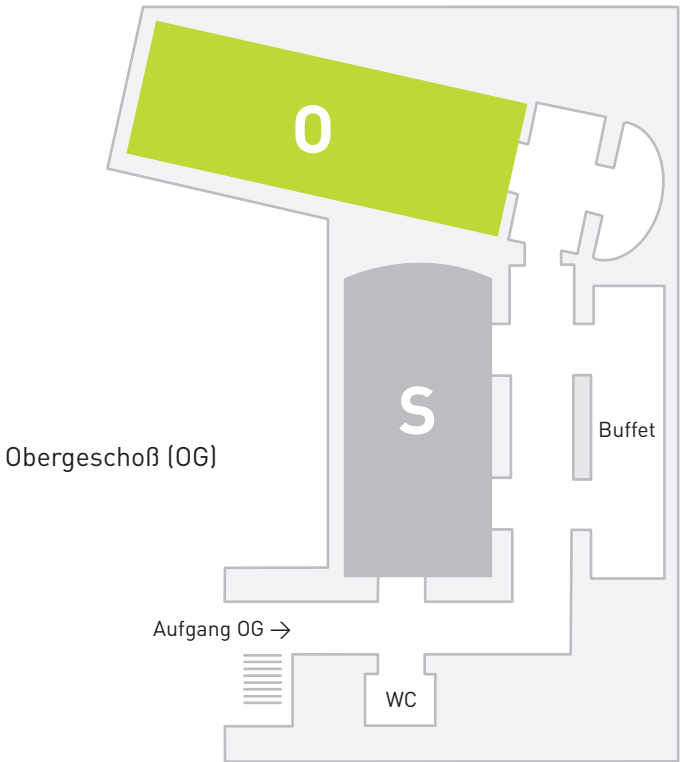 O
S
Buffet
Obergeschoß (OG)
Aufgang OG →
WC